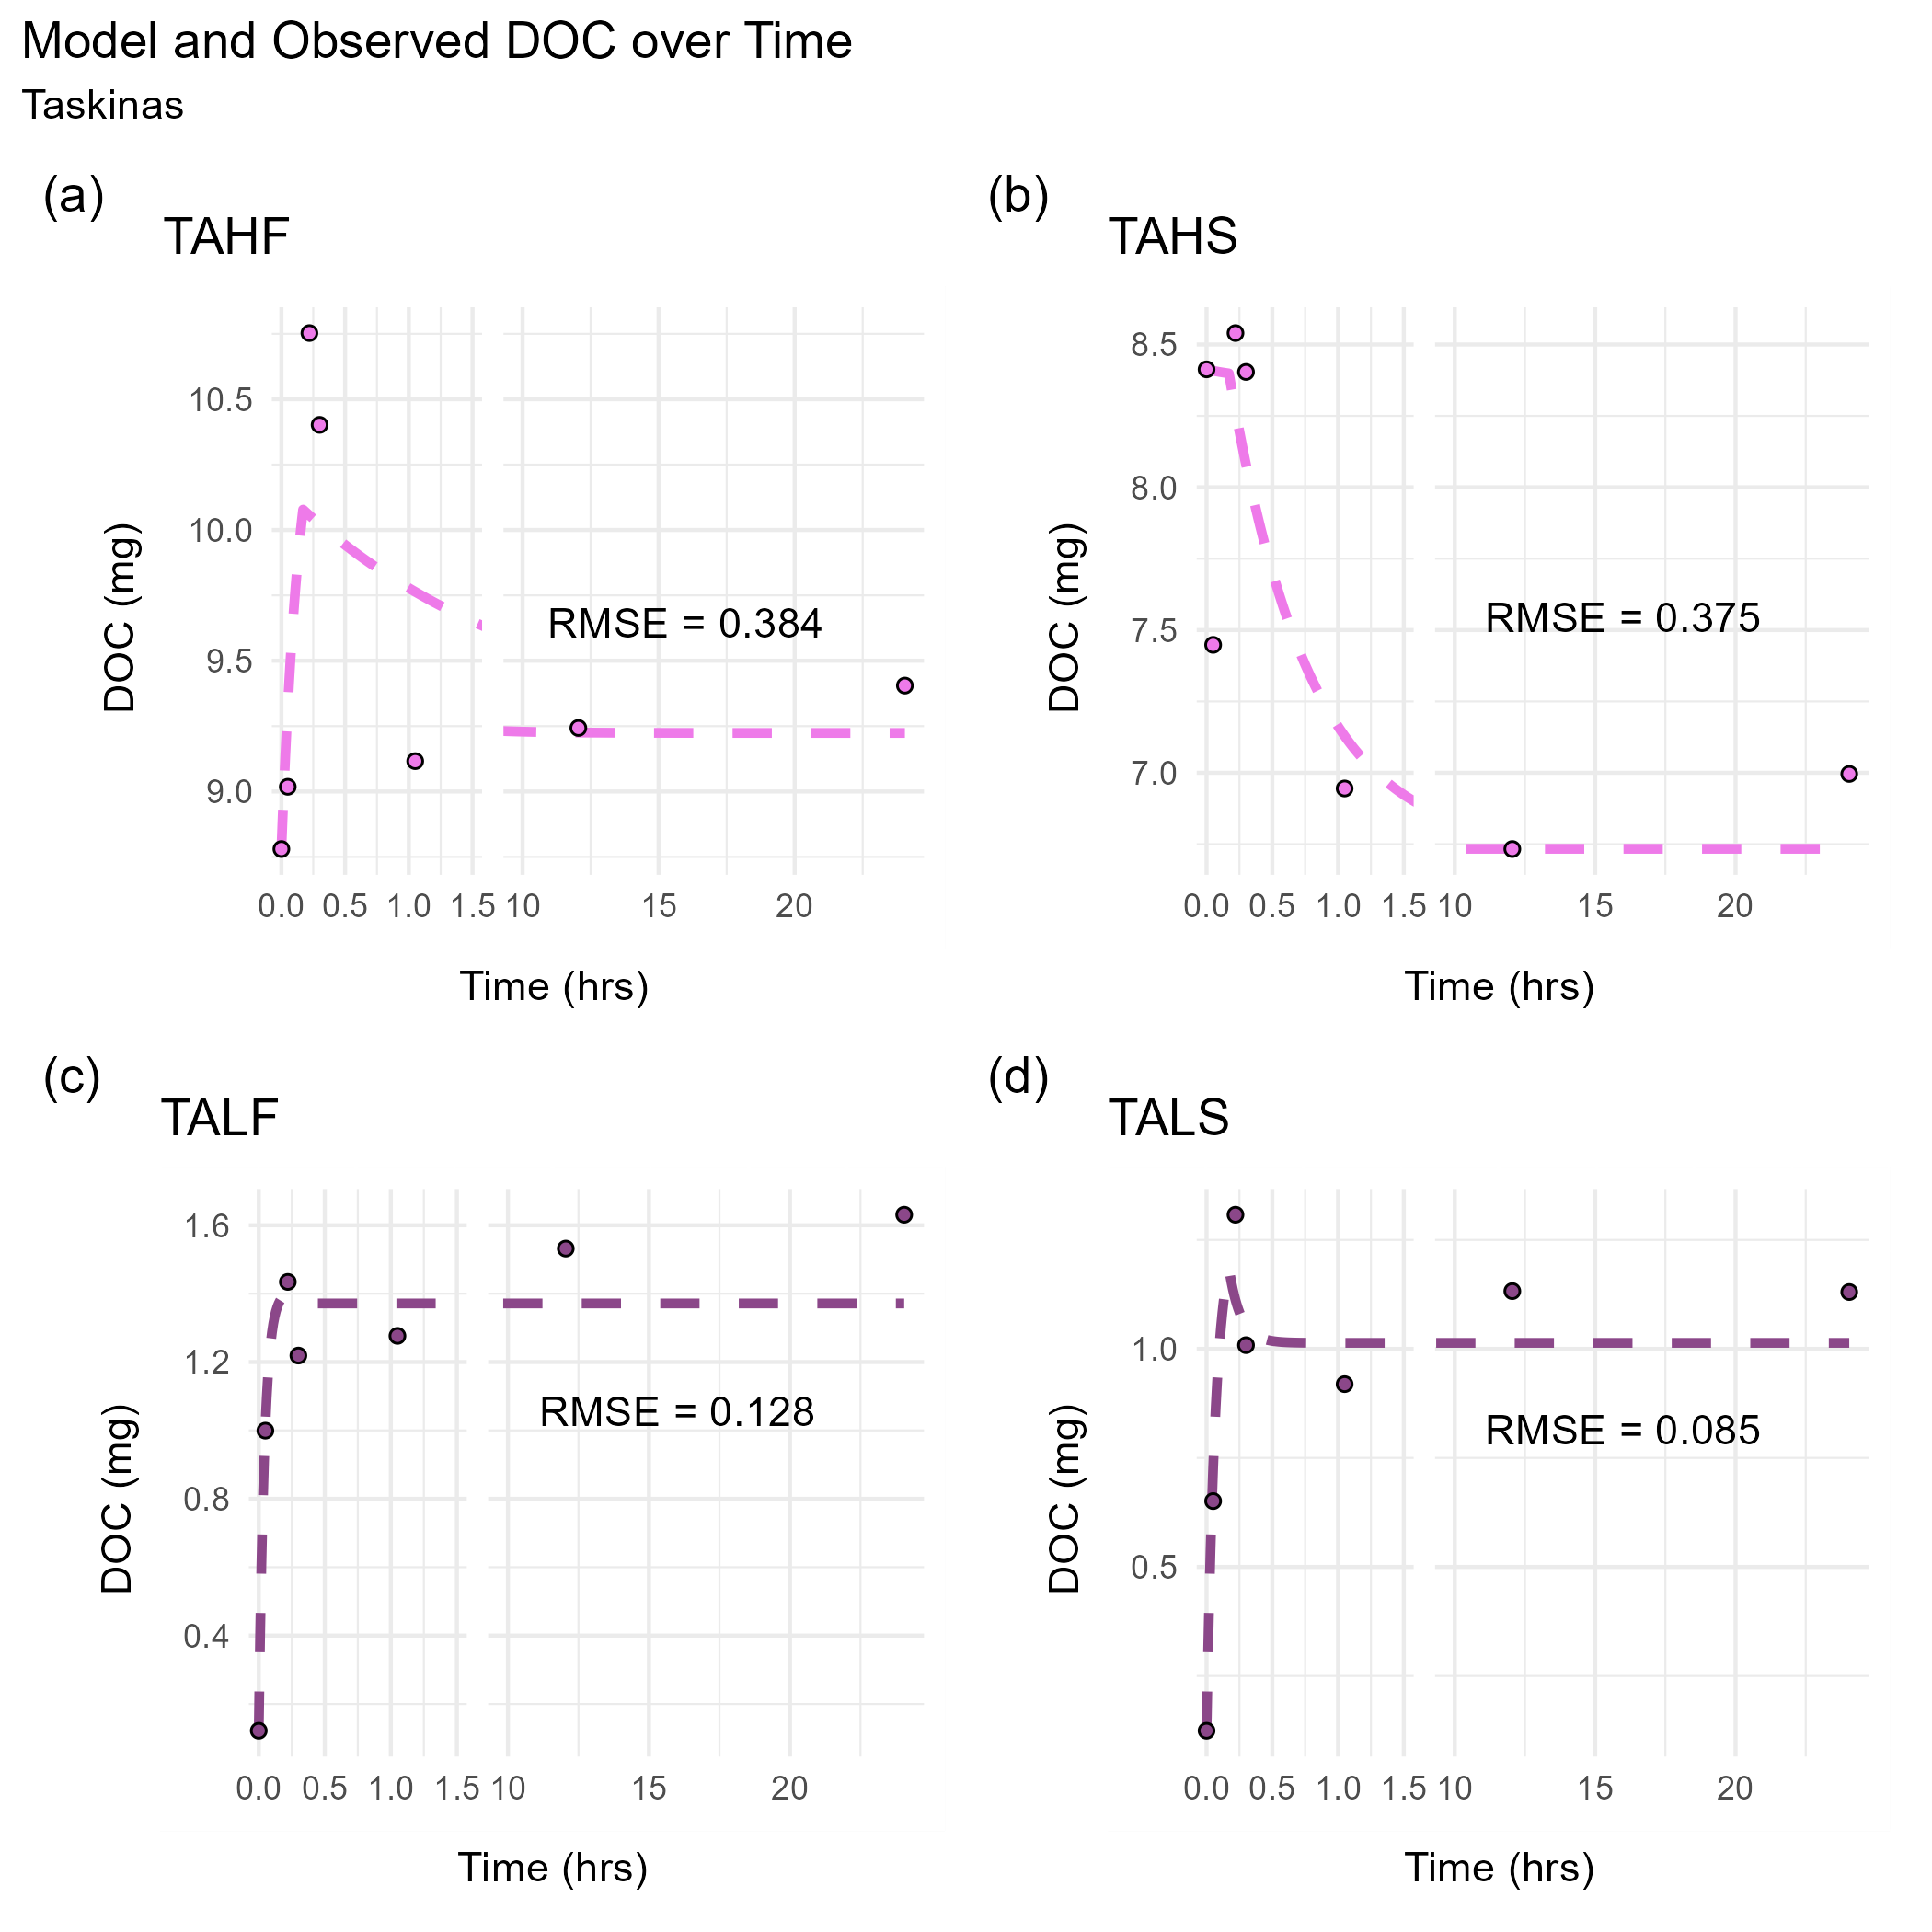 Model and Observed DOC over Time
Taskinas
(a)
TAHF
DOC (mg)
10.5
10.0
9.5
9.0
RMSE = 0.384
0.0 0.5 1.0 1.5 10 15 20
Time (hrs)
(b)
TAHS
DOC (mg)
8.5
8.0
7.5
7.0
RMSE = 0.375
0.0 0.5 1.0 1.5 10 15 20
Time (hrs)
(c)
TALF
DOC (mg)
1.6
1.2
0.8
0.4
RMSE = 0.128
0.0 0.5 1.0 1.5 10 15 20
Time (hrs)
(d)
TALS
DOC (mg)
1.0
0.5
RMSE = 0.085
0.0 0.5 1.0 1.5 10 15 20
Time (hrs)